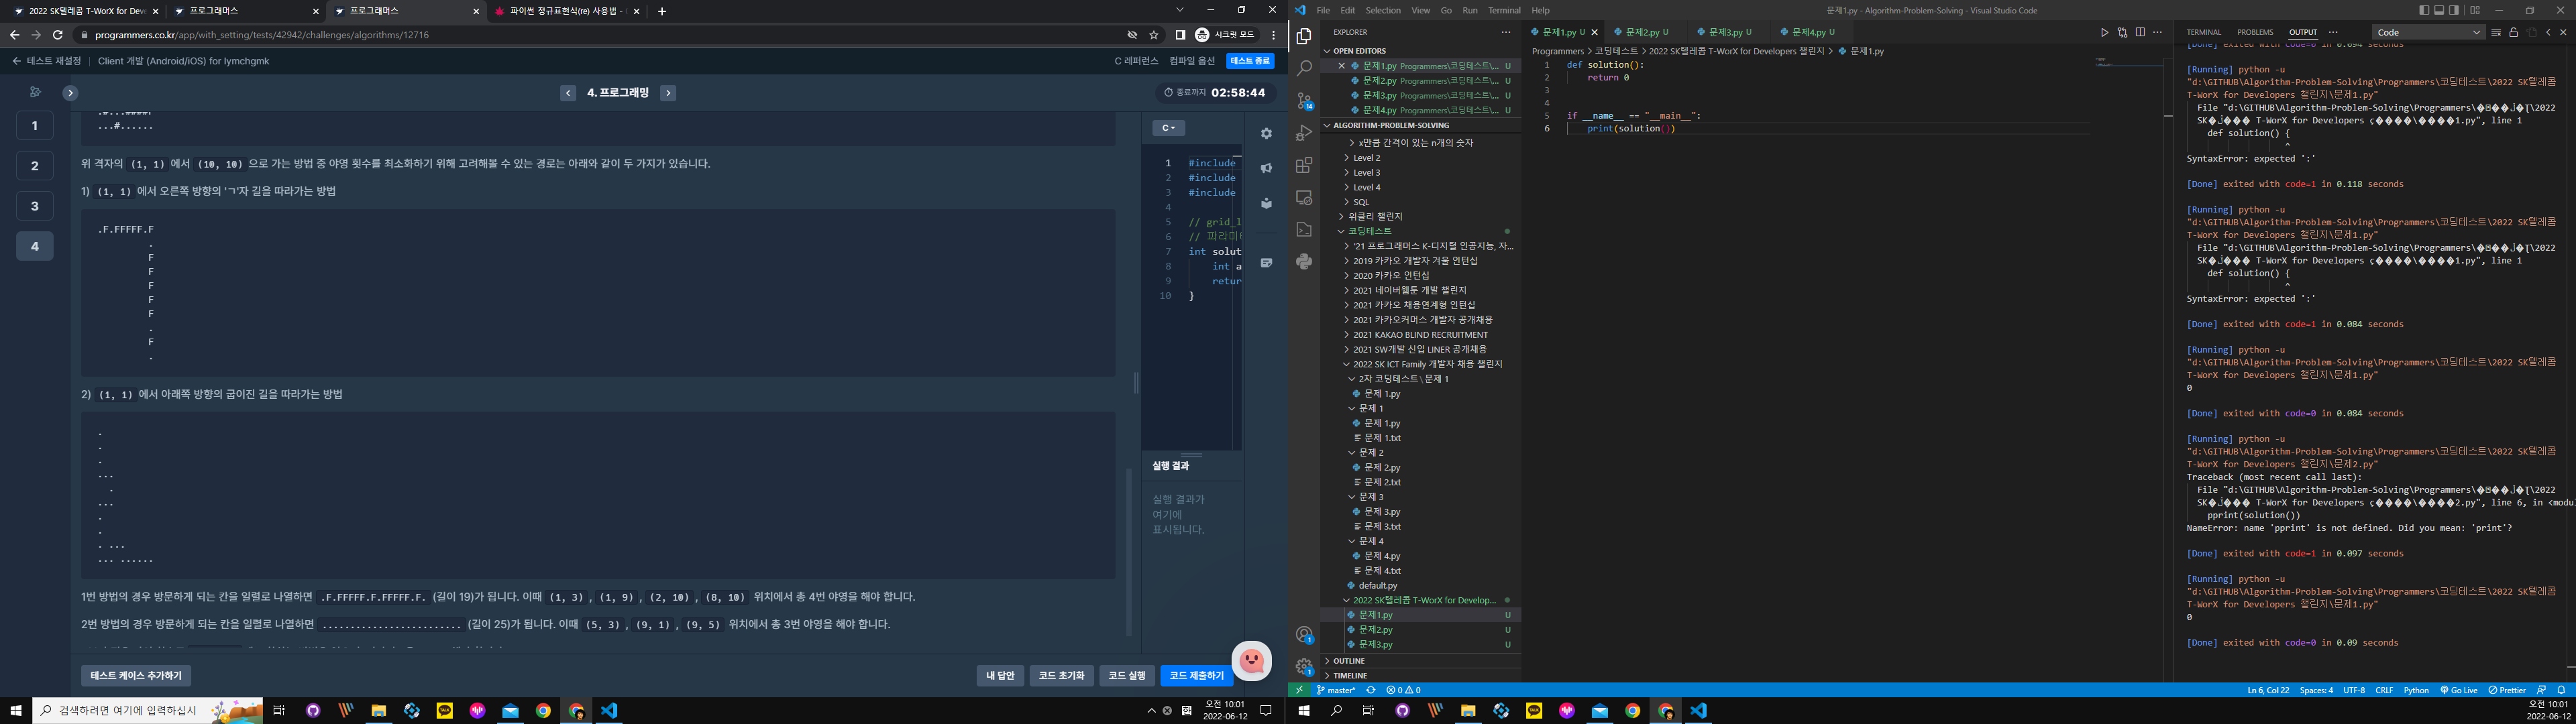 2022 SK텔레콤 T-WorX for Deve
프로그래머스
프로그래머스
파이썬 정규표현식(re) 사용법 -
programmers.co.kr/app/with_setting/tests/42942/challenges/algorithms/12716
시크릿 모드
테스트 재설정
Client 개발 (Android/iOS) for lymchgmk
C 레퍼런스
컴파일 옵션
테스트 종료
4. 프로그래밍
종료까지 02:58:44
1
2
3
4
...#......
위 격자의 (1, 1) 에서 (10, 10) 으로 가는 방법 중 야영 횟수를 최소화하기 위해 고려해볼 수 있는 경로는 아래와 같이 두 가지가 있습니다.
1) (1, 1) 에서 오른쪽 방향의 'ㄱ'자 길을 따라가는 방법
.F.FFFFF.F
.
F
F
F
F
F
.
F
.
2) (1, 1) 에서 아래쪽 방향의 굽이진 길을 따라가는 방법
.
.
.
...
.
...
.
.
. ...
... ......
1번 방법의 경우 방문하게 되는 칸을 일렬로 나열하면 .F.FFFFF.F.FFFFF.F. (길이 19)가 됩니다. 이때 (1, 3) , (1, 9) , (2, 10) , (8, 10) 위치에서 총 4번 야영을 해야 합니다.
2번 방법의 경우 방문하게 되는 칸을 일렬로 나열하면 ......................... (길이 25)가 됩니다. 이때 (5, 3) , (9, 1) , (9, 5) 위치에서 총 3번 야영을 해야 합니다.
C
1 #include
2 #include
3 #include
4
5 // grid_l
6 // 파라미
7 int solut
8 int a
9 retur
10 }
실행 결과
실행 결과가
여기에
표시됩니다.
테스트 케이스 추가하기
내 답안
코드 초기화
코드 실행
코드 제출하기
검색하려면 여기에 입력하십시
오전 10:01
2022-06-12
File Edit Selection View Go Run Terminal Help
문제1.py - Algorithm-Problem-Solving - Visual Studio Code
EXPLORER
OPEN EDITORS
문제1.py Programmers\코딩테스트\... U
문제2.py Programmers\코딩테스트\... U
문제3.py Programmers\코딩테스트\... U
문제4.py Programmers\코딩테스트\... U
ALGORITHM-PROBLEM-SOLVING
x만큼 간격이 있는 n개의 숫자
Level 2
Level 3
Level 4
SQL
위클리 챌린지
코딩테스트
'21 프로그래머스 K-디지털 인공지능, 자...
2019 카카오 개발자 겨울 인턴십
2020 카카오 인턴십
2021 네이버웹툰 개발 챌린지
2021 카카오 채용연계형 인턴십
2021 카카오커머스 개발자 공개채용
2021 KAKAO BLIND RECRUITMENT
2021 SW개발 신입 LINER 공개채용
2022 SK ICT Family 개발자 채용 챌린지
2차 코딩테스트 \ 문제 1
문제 1.py
문제 1
문제 1.py
문제 1.txt
문제 2
문제 2.py
문제 2.txt
문제 3
문제 3.py
문제 3.txt
문제 4
문제 4.py
문제 4.txt
default.py
2022 SK텔레콤 T-WorX for Develop...
문제1.py U
문제2.py U
문제3.py U
OUTLINE
TIMELINE
문제1.py U
문제2.py U
문제3.py U
문제4.py U
Programmers > 코딩테스트 > 2022 SK텔레콤 T-WorX for Developers 챌린지 > 문제1.py
1 def solution():
2 return 0
3
4
5 if __name__ == "__main__":
6 print(solution())
TERMINAL PROBLEMS OUTPUT
Code
[Done] exited with code=0 in 0.094 seconds
[Running] python -u
"d:\GITHUB\Algorithm-Problem-Solving\Programmers\코딩테스트\2022 SK텔레콤
T-WorX for Developers 챌린지\문제1.py"
File "d:\GITHUB\Algorithm-Problem-Solving\Programmers\
T-WorX for Developers
1.py", line 1
def solution() {
^
SyntaxError: expected ':'
[Done] exited with code=1 in 0.118 seconds
[Running] python -u
"d:\GITHUB\Algorithm-Problem-Solving\Programmers\코딩테스트\2022 SK텔레콤
T-WorX for Developers 챌린지\문제1.py"
File "d:\GITHUB\Algorithm-Problem-Solving\Programmers\
T-WorX for Developers
1.py", line 1
def solution() {
^
SyntaxError: expected ':'
[Done] exited with code=1 in 0.084 seconds
[Running] python -u
"d:\GITHUB\Algorithm-Problem-Solving\Programmers\코딩테스트\2022 SK텔레콤
T-WorX for Developers 챌린지\문제1.py"
0
[Done] exited with code=0 in 0.084 seconds
[Running] python -u
"d:\GITHUB\Algorithm-Problem-Solving\Programmers\코딩테스트\2022 SK텔레콤
T-WorX for Developers 챌린지\문제2.py"
Traceback (most recent call last):
File "d:\GITHUB\Algorithm-Problem-Solving\Programmers\
T-WorX for Developers
2.py", line 6, in <modu
pprint(solution())
NameError: name 'pprint' is not defined. Did you mean: 'print'?
[Done] exited with code=1 in 0.097 seconds
[Running] python -u
"d:\GITHUB\Algorithm-Problem-Solving\Programmers\코딩테스트\2022 SK텔레콤
T-WorX for Developers 챌린지\문제1.py"
0
[Done] exited with code=0 in 0.09 seconds
master*
0 0
Ln 6, Col 22
Spaces: 4
UTF-8
CRLF
Python
Go Live
Prettier
오전 10:01
2022-06-12